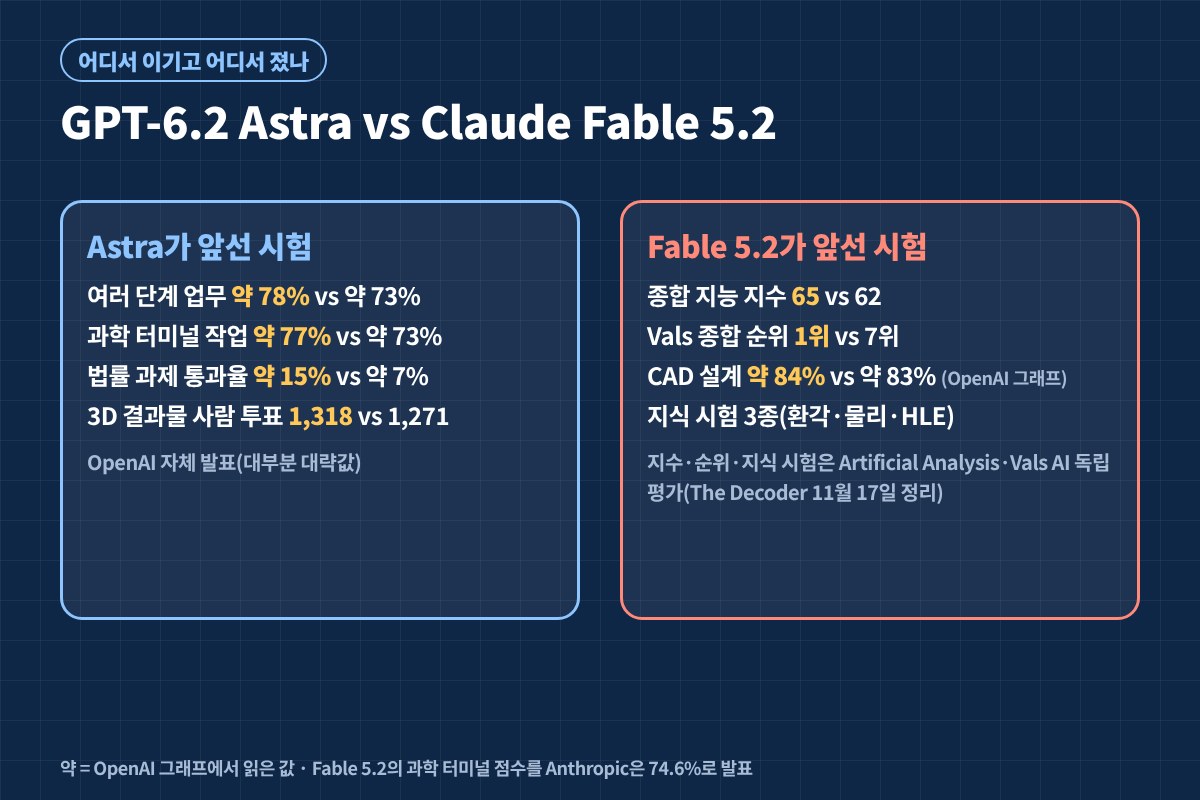 어디서 이기고 어디서 졌나
GPT-6.2 Astra vs Claude Fable 5.2
Astra가 앞선 시험
여러 단계 업무 약 78% vs 약 73%
과학 터미널 작업 약 77% vs 약 73%
법률 과제 통과율 약 15% vs 약 7%
3D 결과물 사람 투표 1,318 vs 1,271
OpenAI 자체 발표(대부분 대략값)
Fable 5.2가 앞선 시험
종합 지능 지수 65 vs 62
Vals 종합 순위 1위 vs 7위
CAD 설계 약 84% vs 약 83% (OpenAI 그래프)
지식 시험 3종(환각·물리·HLE)
지수·순위·지식 시험은 Artificial Analysis·Vals AI 독립
평가(The Decoder 11월 17일 정리)
약 = OpenAI 그래프에서 읽은 값 · Fable 5.2의 과학 터미널 점수를 Anthropic은 74.6%로 발표